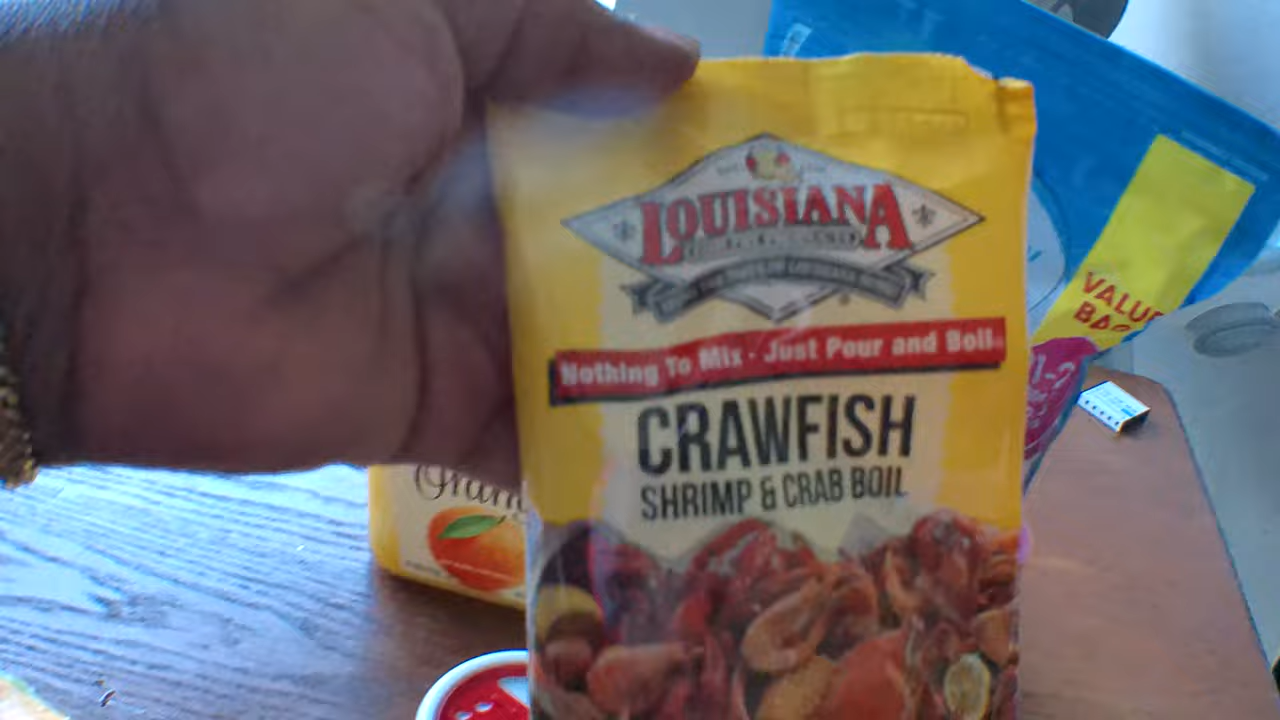 LOUISIANA
Nothing To Mix - Just Pour and Boil
CRAWFISH
SHRIMP & CRAB BOIL
VALUE
BAG